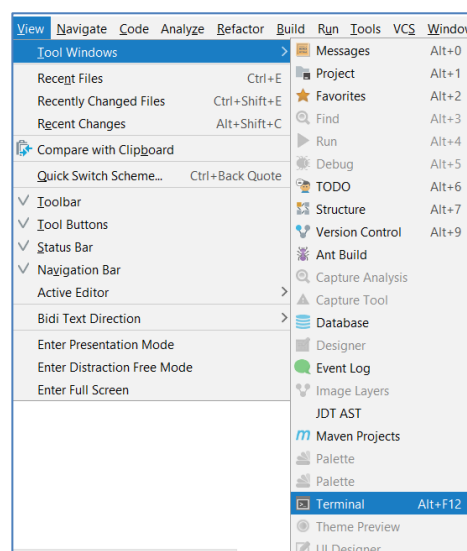 View Navigate Code Analyze Refactor Build Run Tools VCS Window
Tool Windows
Recent Files Ctrl+E
Recently Changed Files Ctrl+Shift+E
Recent Changes Alt+Shift+C
Compare with Clipboard
Quick Switch Scheme... Ctrl+Back Quote
Toolbar
Tool Buttons
Status Bar
Navigation Bar
Active Editor
Bidi Text Direction
Enter Presentation Mode
Enter Distraction Free Mode
Enter Full Screen
Messages Alt+0
Project Alt+1
Favorites Alt+2
Find Alt+3
Run Alt+4
Debug Alt+5
TODO Alt+6
Structure Alt+7
Version Control Alt+9
Ant Build
Capture Analysis
Capture Tool
Database
Designer
Event Log
Image Layers
JDT AST
Maven Projects
Palette
Palette
Terminal Alt+F12
Theme Preview
UI Designer